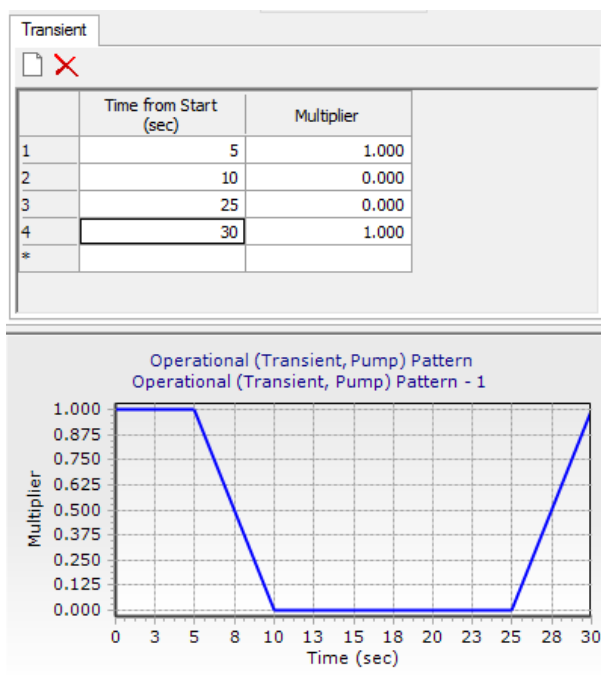 Transient
Time from Start (sec) Multiplier
1 5 1.000
2 10 0.000
3 25 0.000
4 30 1.000
*
Operational (Transient, Pump) Pattern
Operational (Transient, Pump) Pattern - 1
1.000
0.875
0.750
0.625
0.500
0.375
0.250
0.125
0.000
Multiplier
0 3 5 8 10 13 15 18 20 23 25 28 30
Time (sec)